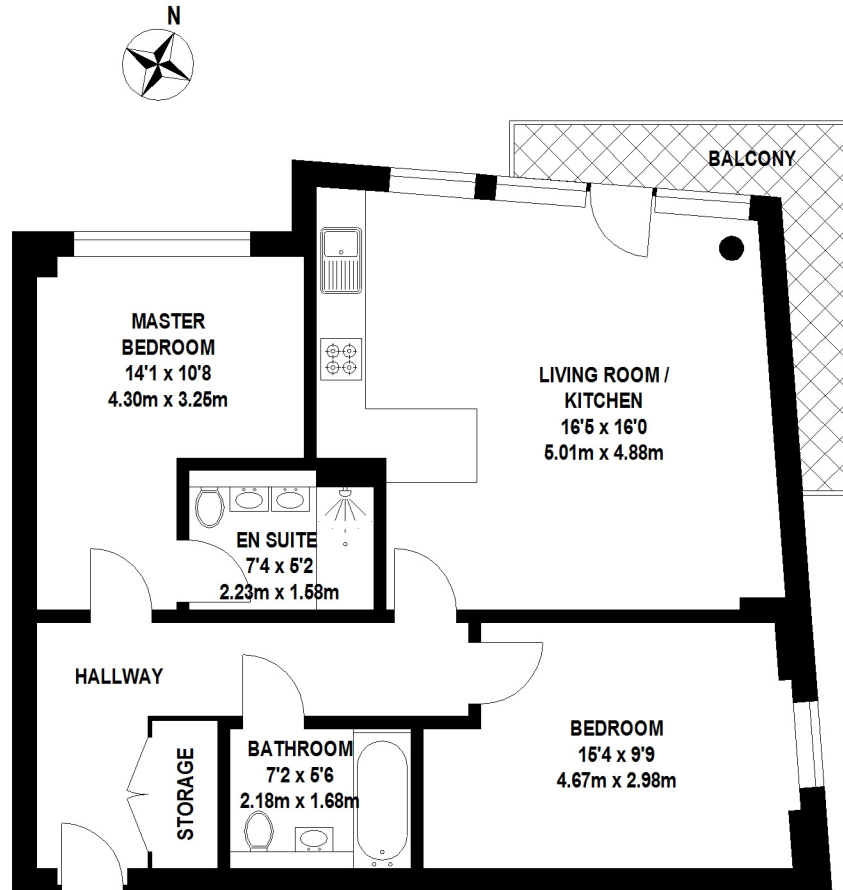 N
BALCONY
MASTER
BEDROOM
14'1 x 10'8
4.30m x 3.25m
LIVING ROOM /
KITCHEN
16'5 x 16'0
5.01m x 4.88m
EN SUITE
7'4 x 5'2
2.23m x 1.58m
HALLWAY
STORAGE
BATHROOM
7'2 x 5'6
2.18m x 1.68m
BEDROOM
15'4 x 9'9
4.67m x 2.98m